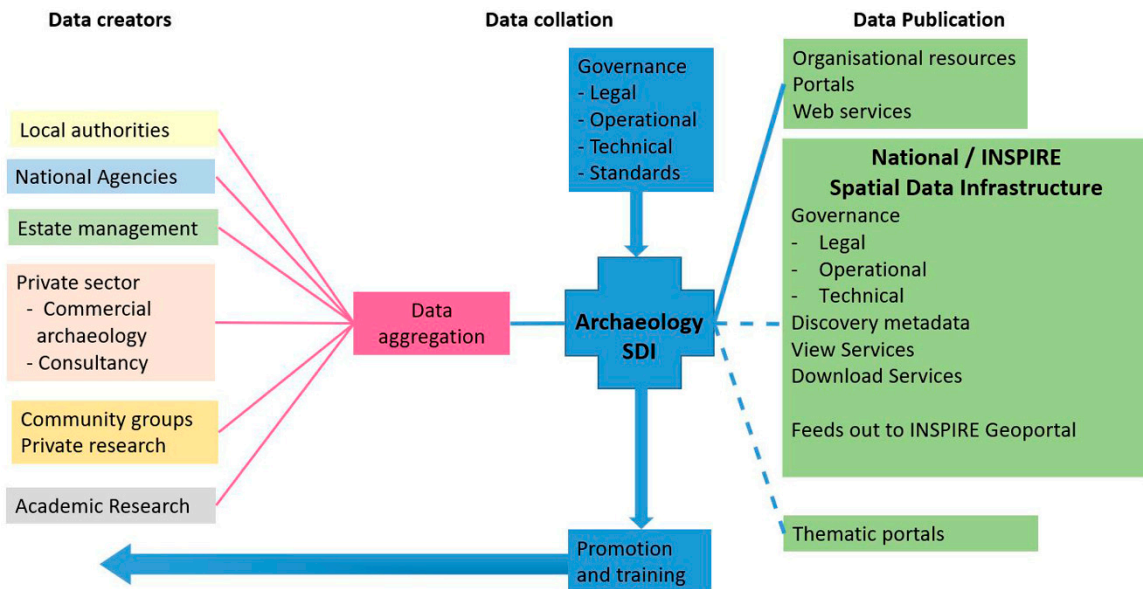 Data creators
Data collation
Data Publication
Local authorities
National Agencies
Estate management
Private sector
- Commercial
archaeology
- Consultancy
Community groups
Private research
Academic Research
Data
aggregation
Governance
- Legal
- Operational
- Technical
- Standards
Archaeology
SDI
Promotion
and training
Organisational resources
Portals
Web services
National / INSPIRE
Spatial Data Infrastructure
Governance
- Legal
- Operational
- Technical
Discovery metadata
View Services
Download Services
Feeds out to INSPIRE Geoportal
Thematic portals